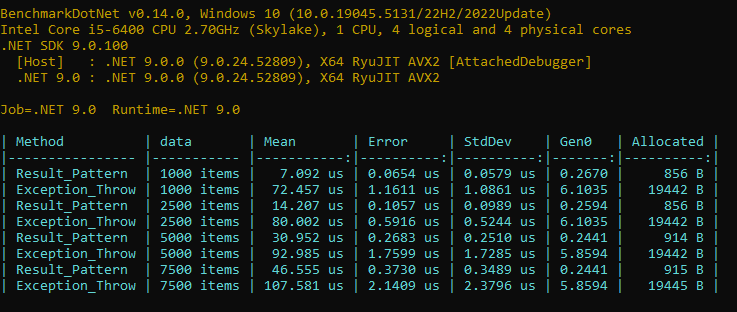 BenchmarkDotNet v0.14.0, Windows 10 (10.0.19045.5131/22H2/2022Update)
Intel Core i5-6400 CPU 2.70GHz (Skylake), 1 CPU, 4 logical and 4 physical cores
.NET SDK 9.0.100
  [Host]   : .NET 9.0.0 (9.0.24.52809), X64 RyuJIT AVX2 [AttachedDebugger]
  .NET 9.0 : .NET 9.0.0 (9.0.24.52809), X64 RyuJIT AVX2

Job=.NET 9.0  Runtime=.NET 9.0

| Method          | data       | Mean       | Error     | StdDev    | Gen0   | Allocated |
|---------------- |----------- |-----------:|----------:|----------:|-------:|----------:|
| Result_Pattern  | 1000 items |   7.092 us | 0.0654 us | 0.0579 us | 0.2670 |     856 B |
| Exception_Throw | 1000 items |  72.457 us | 1.1611 us | 1.0861 us | 6.1035 |   19442 B |
| Result_Pattern  | 2500 items |  14.207 us | 0.1057 us | 0.0989 us | 0.2594 |     856 B |
| Exception_Throw | 2500 items |  80.002 us | 0.5916 us | 0.5244 us | 6.1035 |   19442 B |
| Result_Pattern  | 5000 items |  30.952 us | 0.2683 us | 0.2510 us | 0.2441 |     914 B |
| Exception_Throw | 5000 items |  92.985 us | 1.7599 us | 1.7285 us | 5.8594 |   19442 B |
| Result_Pattern  | 7500 items |  46.555 us | 0.3730 us | 0.3489 us | 0.2441 |     915 B |
| Exception_Throw | 7500 items | 107.581 us | 2.1409 us | 2.3796 us | 5.8594 |   19445 B |